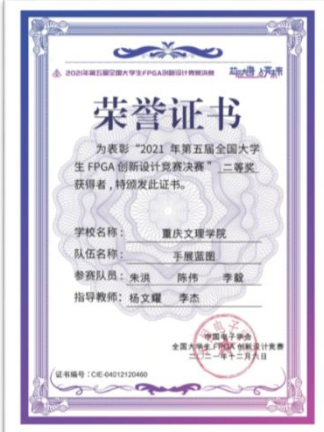 2021年第五届全国大学生FPGA创新设计竞赛决赛
荣誉证书
为表彰“2021 年第五届全国大学
生 FPGA 创新设计竞赛决赛” 二等奖
获得者，特颁发此证书。
学校名称： 重庆文理学院
队伍名称： 手展蓝图
参赛队员： 朱洪 陈伟 李毅
指导教师： 杨文耀 李杰
中国电子学会
全国大学生 FPGA 创新设计竞赛
二〇二一年十二月六日
证书编号：CIE-04012120460